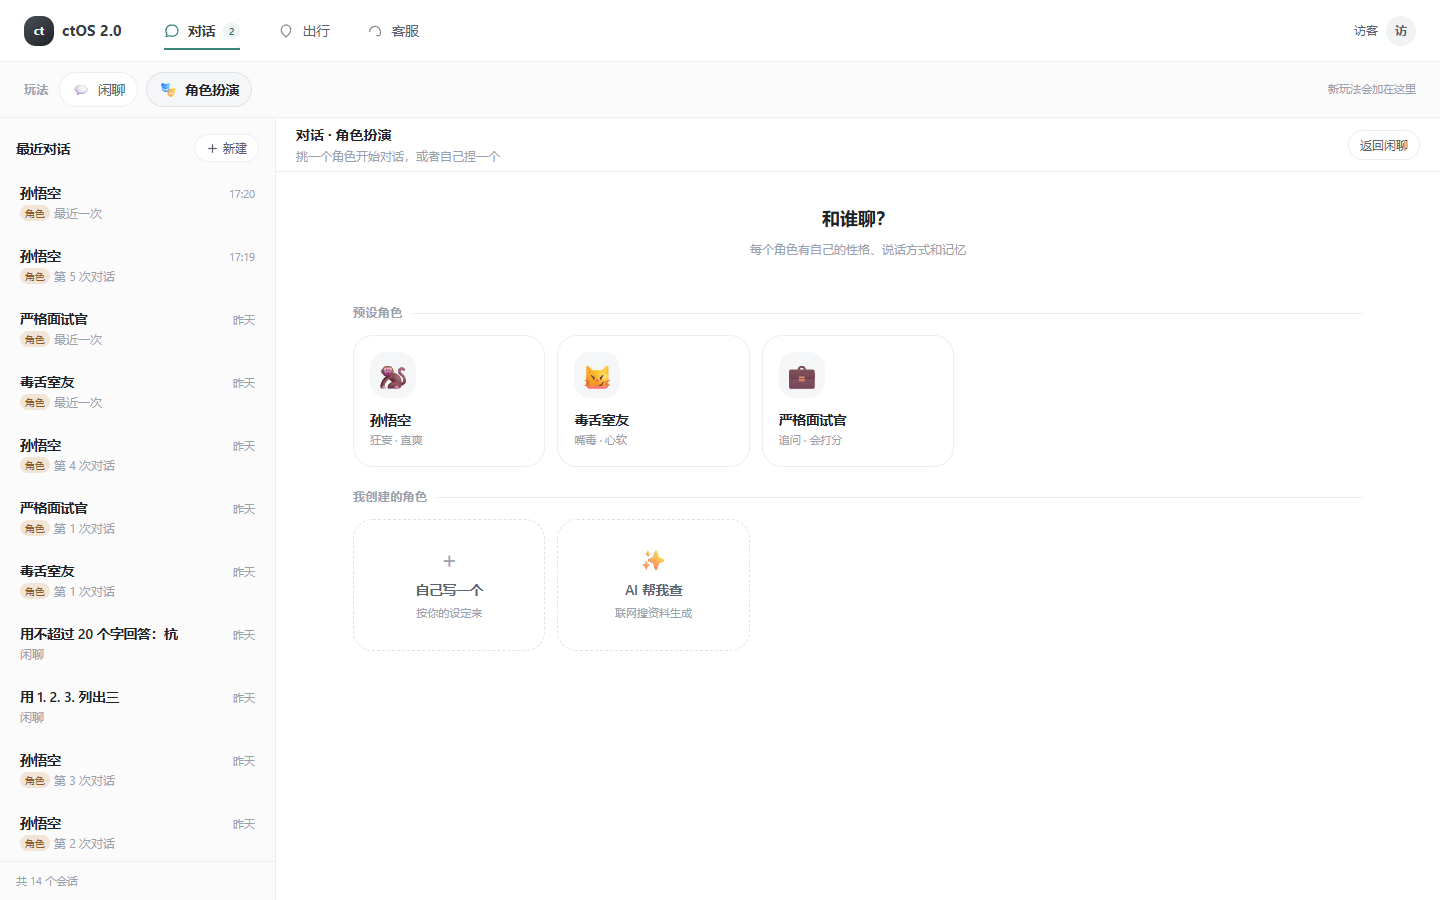 ct ctOS 2.0 对话 2 出行 客服 访客 访
玩法 闲聊 角色扮演 新玩法会加在这里
最近对话 + 新建
孙悟空 17:20
角色 最近一次
孙悟空 17:19
角色 第 5 次对话
严格面试官 昨天
角色 最近一次
毒舌室友 昨天
角色 最近一次
孙悟空 昨天
角色 第 4 次对话
严格面试官 昨天
角色 第 1 次对话
毒舌室友 昨天
角色 第 1 次对话
用不超过 20 个字回答：杭 昨天
闲聊
用 1. 2. 3. 列出三 昨天
闲聊
孙悟空 昨天
角色 第 3 次对话
孙悟空 昨天
角色 第 2 次对话
共 14 个会话
对话 · 角色扮演
挑一个角色开始对话，或者自己捏一个
返回闲聊
和谁聊？
每个角色有自己的性格、说话方式和记忆
预设角色
孙悟空
狂妄 · 直爽
毒舌室友
嘴毒 · 心软
严格面试官
追问 · 会打分
我创建的角色
+
自己写一个
按你的设定来
AI 帮我查
联网搜资料生成